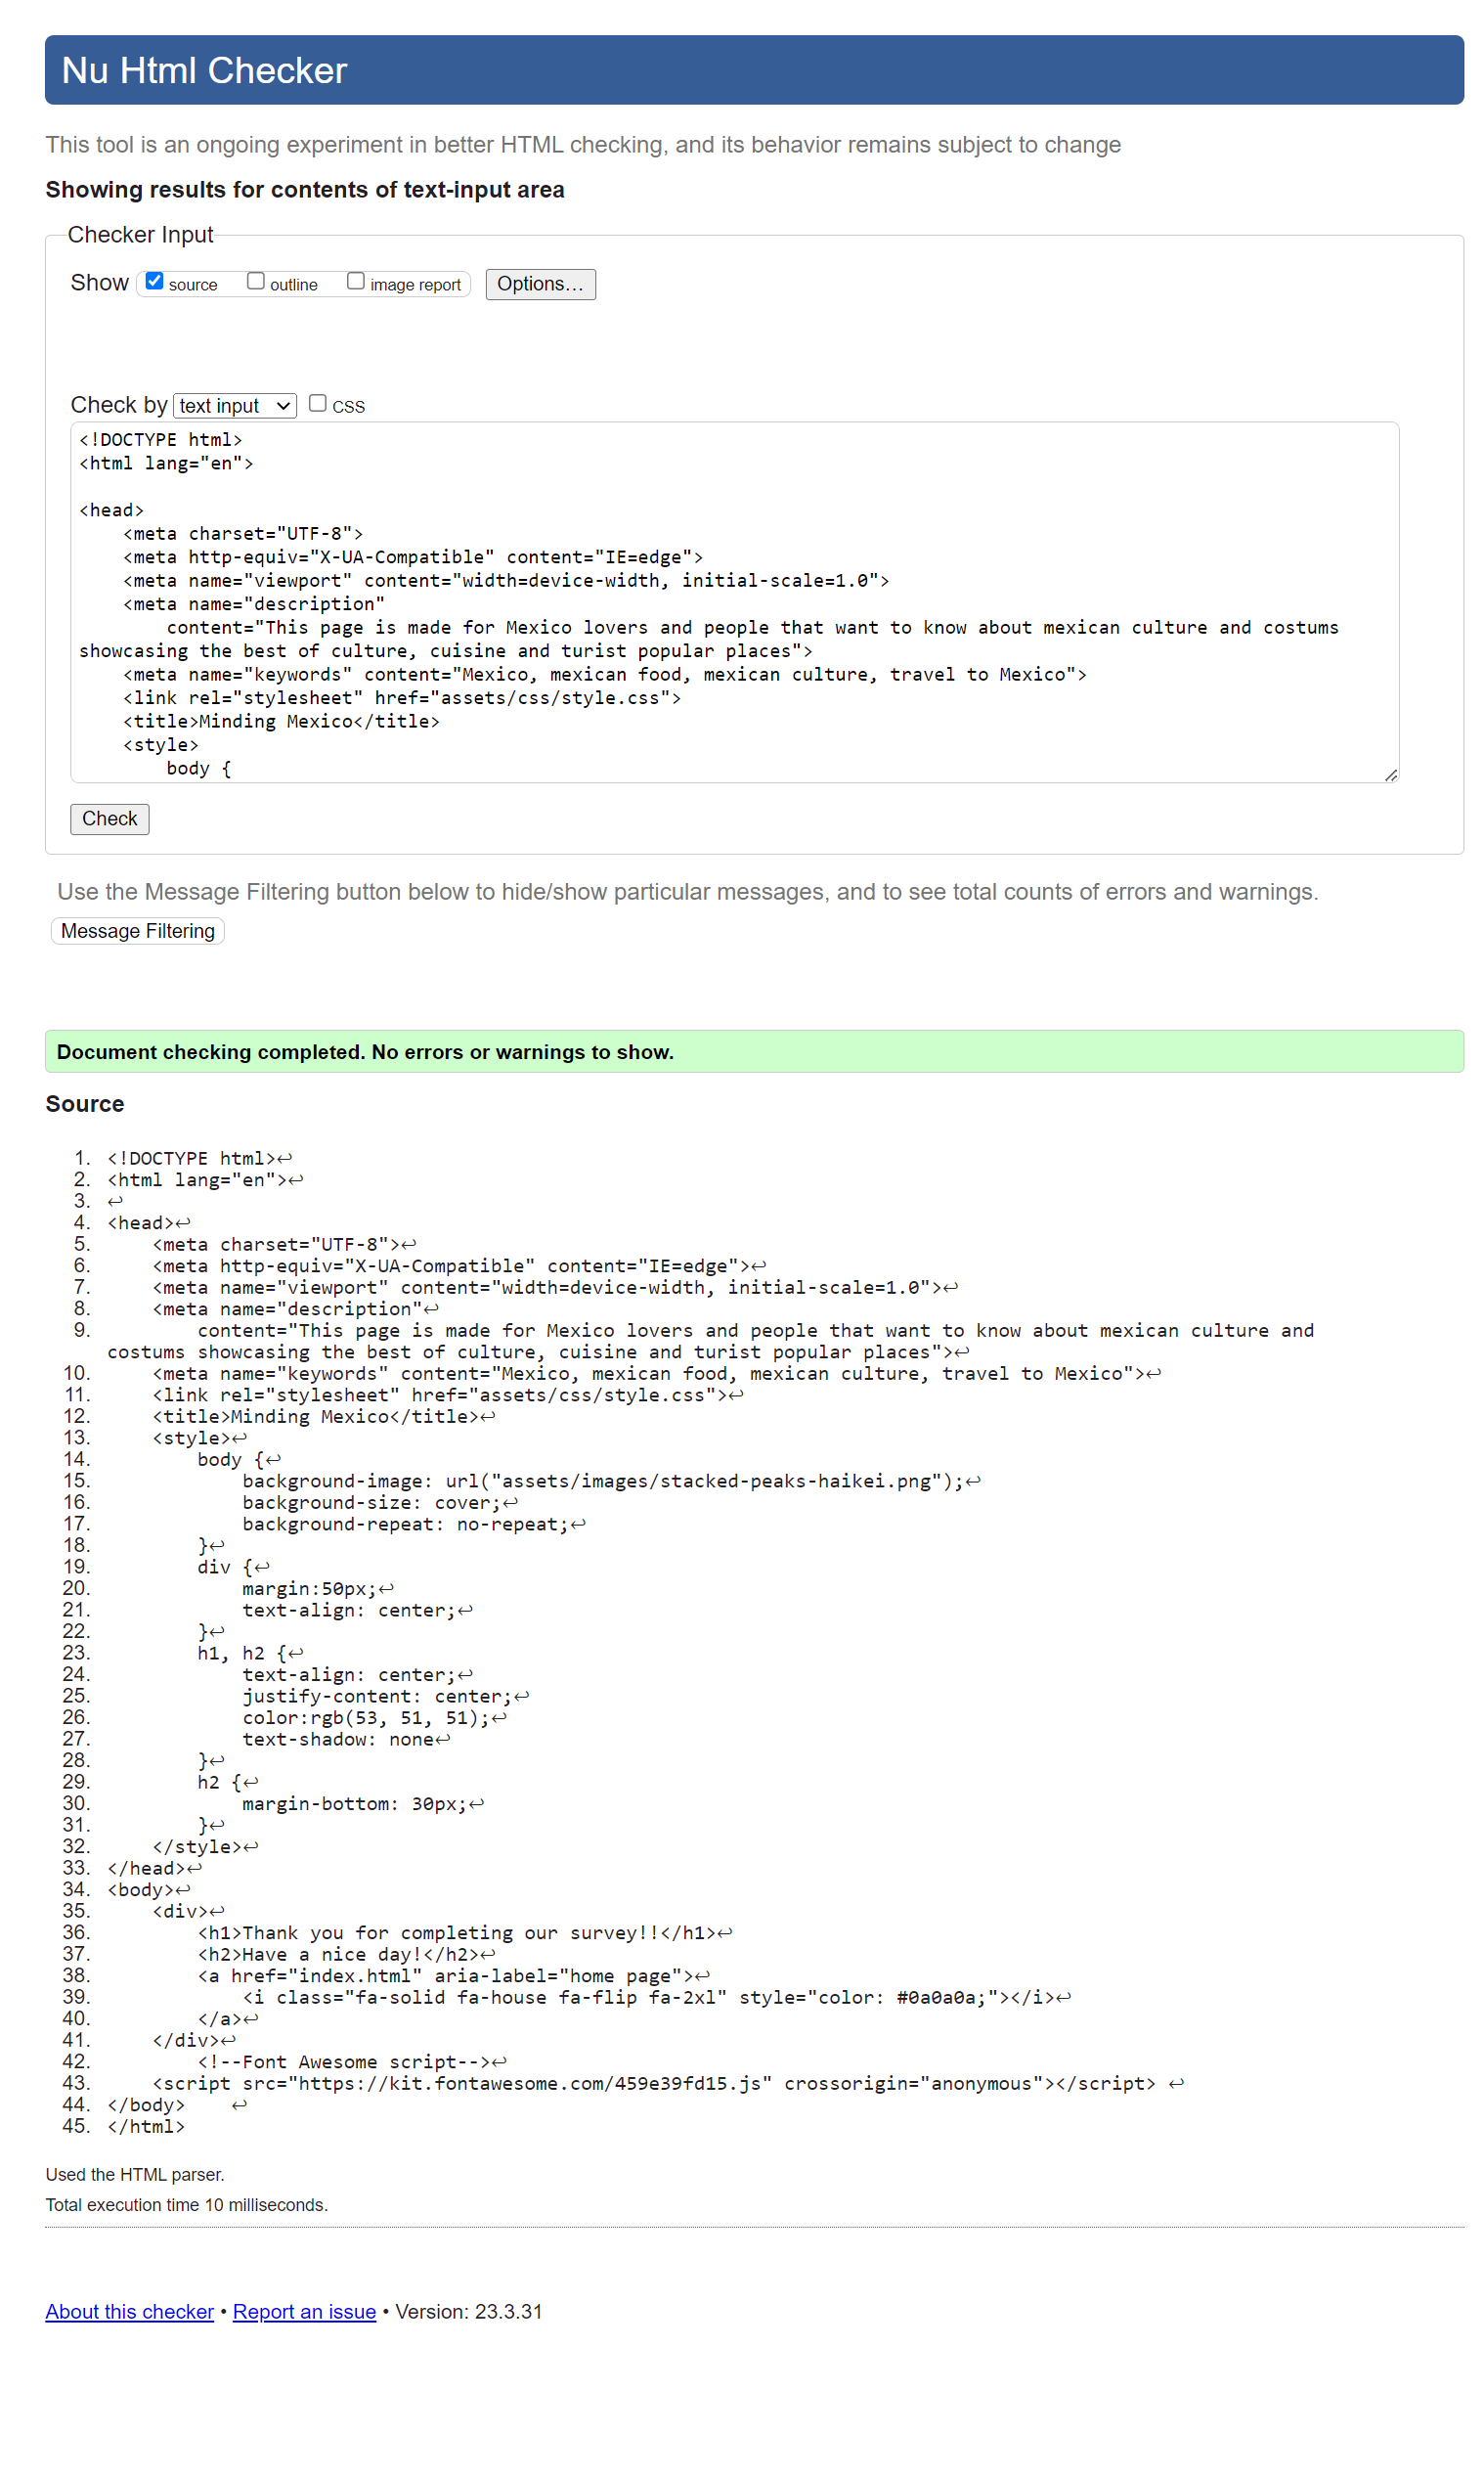 Nu Html Checker
This tool is an ongoing experiment in better HTML checking, and its behavior remains subject to change
Showing results for contents of text-input area
Checker Input
Show source outline image report Options...
Check by text input CSS
<!DOCTYPE html>
<html lang="en">
<head>
    <meta charset="UTF-8">
    <meta http-equiv="X-UA-Compatible" content="IE=edge">
    <meta name="viewport" content="width=device-width, initial-scale=1.0">
    <meta name="description"
        content="This page is made for Mexico lovers and people that want to know about mexican culture and costums
showcasing the best of culture, cuisine and turist popular places">
    <meta name="keywords" content="Mexico, mexican food, mexican culture, travel to Mexico">
    <link rel="stylesheet" href="assets/css/style.css">
    <title>Minding Mexico</title>
    <style>
        body {
Check
Use the Message Filtering button below to hide/show particular messages, and to see total counts of errors and warnings.
Message Filtering
Document checking completed. No errors or warnings to show.
Source
1. <!DOCTYPE html>↩
2. <html lang="en">↩
3. ↩
4. <head>↩
5.     <meta charset="UTF-8">↩
6.     <meta http-equiv="X-UA-Compatible" content="IE=edge">↩
7.     <meta name="viewport" content="width=device-width, initial-scale=1.0">↩
8.     <meta name="description"↩
9.         content="This page is made for Mexico lovers and people that want to know about mexican culture and
costums showcasing the best of culture, cuisine and turist popular places">↩
10.     <meta name="keywords" content="Mexico, mexican food, mexican culture, travel to Mexico">↩
11.     <link rel="stylesheet" href="assets/css/style.css">↩
12.     <title>Minding Mexico</title>↩
13.     <style>↩
14.         body {↩
15.             background-image: url("assets/images/stacked-peaks-haikei.png");↩
16.             background-size: cover;↩
17.             background-repeat: no-repeat;↩
18.         }↩
19.         div {↩
20.             margin:50px;↩
21.             text-align: center;↩
22.         }↩
23.         h1, h2 {↩
24.             text-align: center;↩
25.             justify-content: center;↩
26.             color:rgb(53, 51, 51);↩
27.             text-shadow: none↩
28.         }↩
29.         h2 {↩
30.             margin-bottom: 30px;↩
31.         }↩
32.     </style>↩
33. </head>↩
34. <body>↩
35.     <div>↩
36.         <h1>Thank you for completing our survey!!</h1>↩
37.         <h2>Have a nice day!</h2>↩
38.         <a href="index.html" aria-label="home page">↩
39.             <i class="fa-solid fa-house fa-flip fa-2xl" style="color: #0a0a0a;"></i>↩
40.         </a>↩
41.     </div>↩
42.         <!--Font Awesome script-->↩
43.     <script src="https://kit.fontawesome.com/459e39fd15.js" crossorigin="anonymous"></script> ↩
44. </body>    ↩
45. </html>
Used the HTML parser.
Total execution time 10 milliseconds.
About this checker • Report an issue • Version: 23.3.31